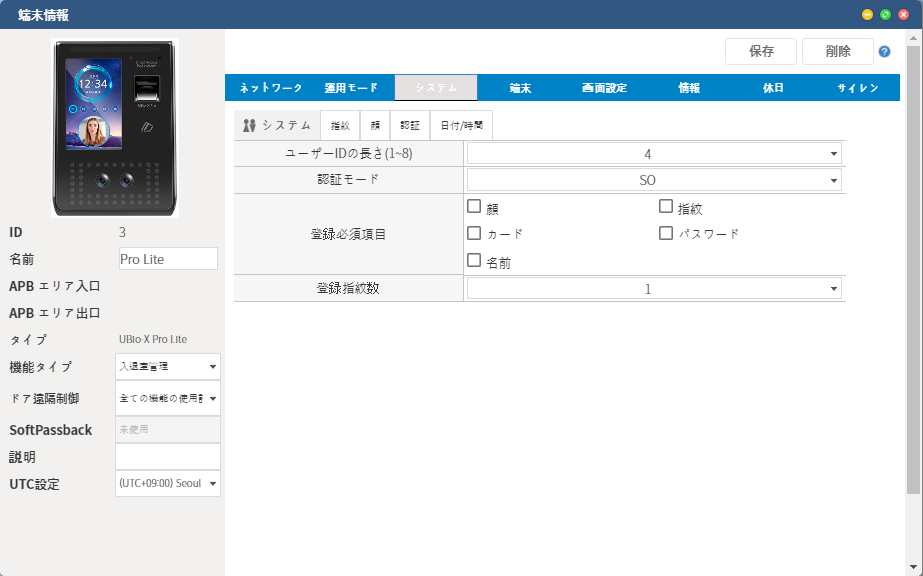 端末情報
保存 削除 ?
ネットワーク 運用モード システム 端末 画面設定 情報 休日 サイレン
システム 指紋 顔 認証 日付/時間
ユーザーIDの長さ(1~8) 4
認証モード SO
登録必須項目
顔 指紋
カード パスワード
名前
登録指紋数 1
12:34
ID 3
名前 Pro Lite
APB エリア入口
APB エリア出口
タイプ UBio-X Pro Lite
機能タイプ 入退室管理
ドア遠隔制御 全ての機能の使用
SoftPassback 未使用
説明
UTC設定 (UTC+09:00) Seoul